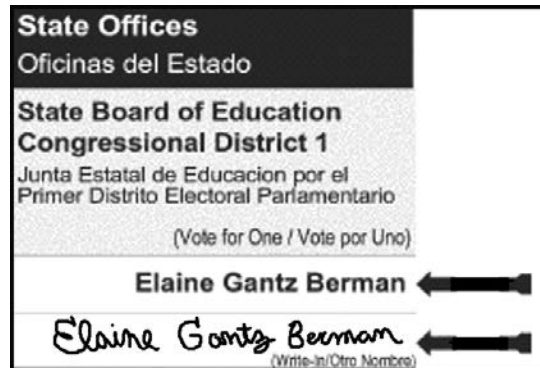 State Offices
Oficinas del Estado
State Board of Education
Congressional District 1
Junta Estatal de Educacion por el
Primer Distrito Electoral Parlamentario
(Vote for One / Vote por Uno)
Elaine Gantz Berman
Elaine Gantz Berman
(Write-In/Otro Nombre)